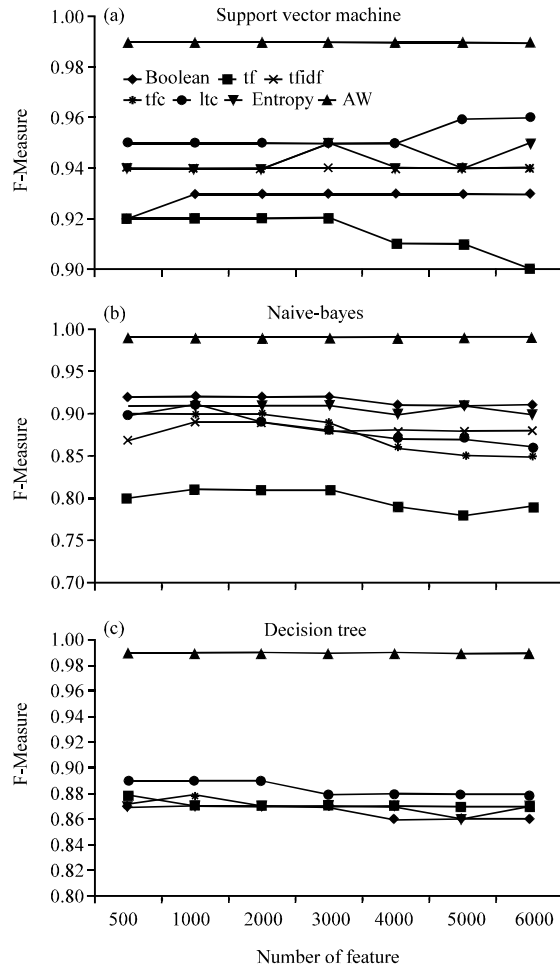 (a) Support vector machine
1.00
0.98
0.96
0.94
0.92
0.90
F-Measure
Boolean tf tfidf
tfc ltc Entropy AW
(b) Naive-bayes
1.00
0.95
0.90
0.85
0.80
0.70
F-Measure
(c) Decision tree
1.00
0.98
0.96
0.94
0.92
0.90
0.88
0.86
0.84
0.82
0.80
F-Measure
500 1000 2000 3000 4000 5000 6000
Number of feature